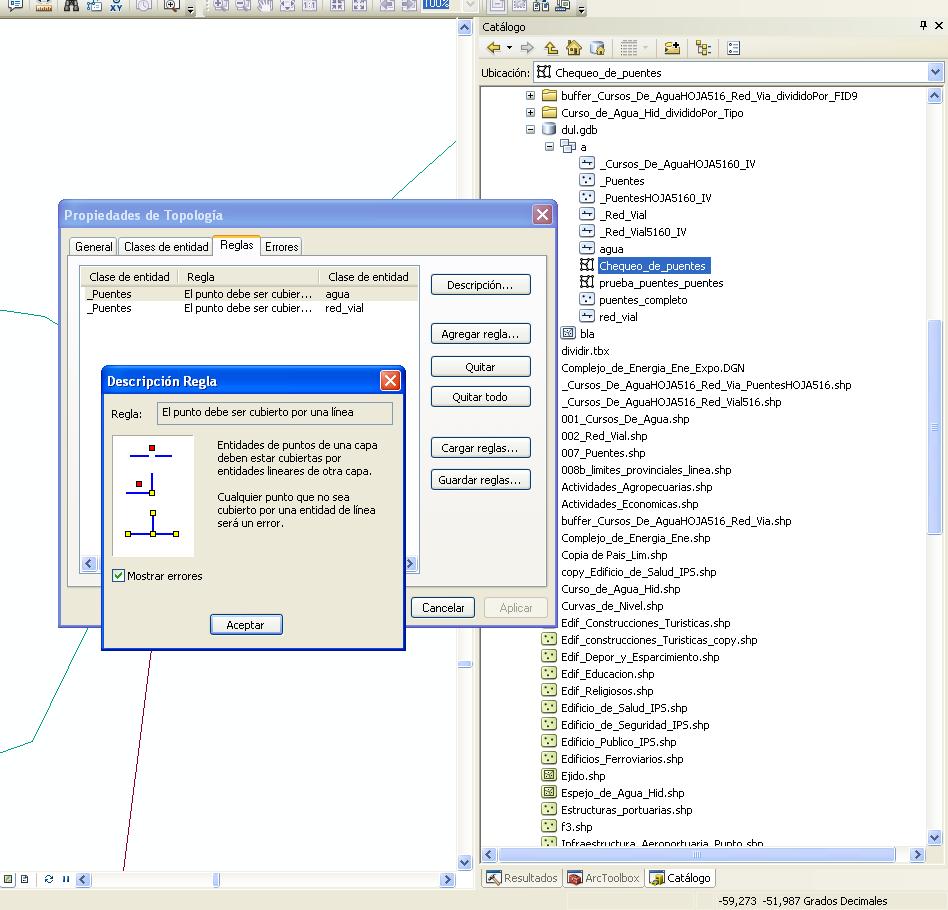 XY
1:1
100%
Catálogo
Ubicación: Chequeo_de_puentes
buffer_Cursos_De_AguaHOJA516_Red_Via_divididoPor_FID9
Curso_de_Agua_Hid_divididoPor_Tipo
dul.gdb
a
_Cursos_De_AguaHOJA5160_IV
_Puentes
_PuentesHOJA5160_IV
_Red_Vial
_Red_Vial5160_IV
agua
Chequeo_de_puentes
prueba_puentes_puentes
puentes_completo
red_vial
bla
dividir.tbx
Complejo_de_Energia_Ene_Expo.DGN
_Cursos_De_AguaHOJA516_Red_Via_PuentesHOJA516.shp
_Cursos_De_AguaHOJA516_Red_Vial516.shp
001_Cursos_De_Agua.shp
002_Red_Vial.shp
007_Puentes.shp
008b_limites_provinciales_linea.shp
Actividades_Agropecuarias.shp
Actividades_Economicas.shp
buffer_Cursos_De_AguaHOJA516_Red_Via.shp
Complejo_de_Energia_Ene.shp
Copia de Pais_Lim.shp
copy_Edificio_de_Salud_IPS.shp
Curso_de_Agua_Hid.shp
Curvas_de_Nivel.shp
Edif_Construcciones_Turisticas.shp
Edif_construcciones_Turisticas_copy.shp
Edif_Depor_y_Esparcimiento.shp
Edif_Educacion.shp
Edif_Religiosos.shp
Edificio_de_Salud_IPS.shp
Edificio_de_Seguridad_IPS.shp
Edificio_Publico_IPS.shp
Edificios_Ferroviarios.shp
Ejido.shp
Espejo_de_Agua_Hid.shp
Estructuras_portuarias.shp
f3.shp
Infraestructura_Aeroportuaria_Punto.shp
Propiedades de Topología
General Clases de entidad Reglas Errores
Clase de entidad Regla Clase de entidad
_Puentes El punto debe ser cubier... agua
_Puentes El punto debe ser cubier... red_vial
Descripción...
Agregar regla...
Quitar
Quitar todo
Cargar reglas...
Guardar reglas...
Cancelar Aplicar
Descripción Regla
Regla: El punto debe ser cubierto por una línea
Entidades de puntos de una capa
deben estar cubiertas por
entidades lineares de otra capa.
Cualquier punto que no sea
cubierto por una entidad de línea
será un error.
Mostrar errores
Aceptar
Resultados ArcToolbox Catálogo
-59,273 -51,987 Grados Decimales